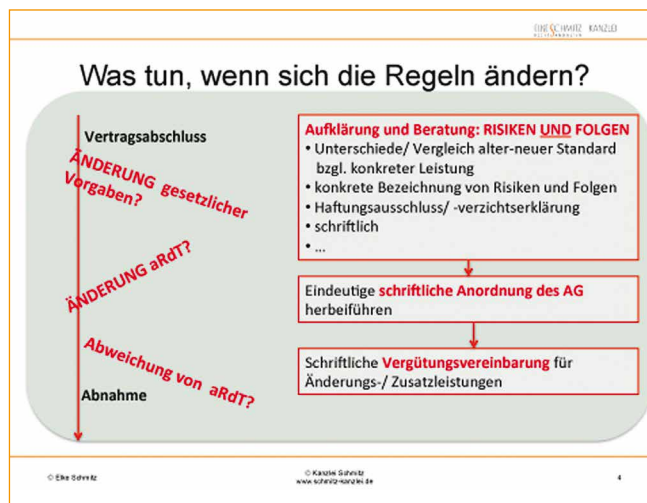 ELKE SCHMITZ KANZLEI
Was tun, wenn sich die Regeln ändern?
Vertragsabschluss
ÄNDERUNG gesetzlicher
Vorgaben?
ÄNDERUNG aRdT?
Abweichung von aRdT?
Abnahme
Aufklärung und Beratung: RISIKEN UND FOLGEN
• Unterschiede/ Vergleich alter-neuer Standard
bzgl. konkreter Leistung
• konkrete Bezeichnung von Risiken und Folgen
• Haftungsausschluss/ -verzichtserklärung
• schriftlich
• ...
Eindeutige schriftliche Anordnung des AG
herbeiführen
Schriftliche Vergütungsvereinbarung für
Änderungs-/ Zusatzleistungen
© Elke Schmitz
© Kanzlei Schmitz
www.schmitz-kanzlei.de
4